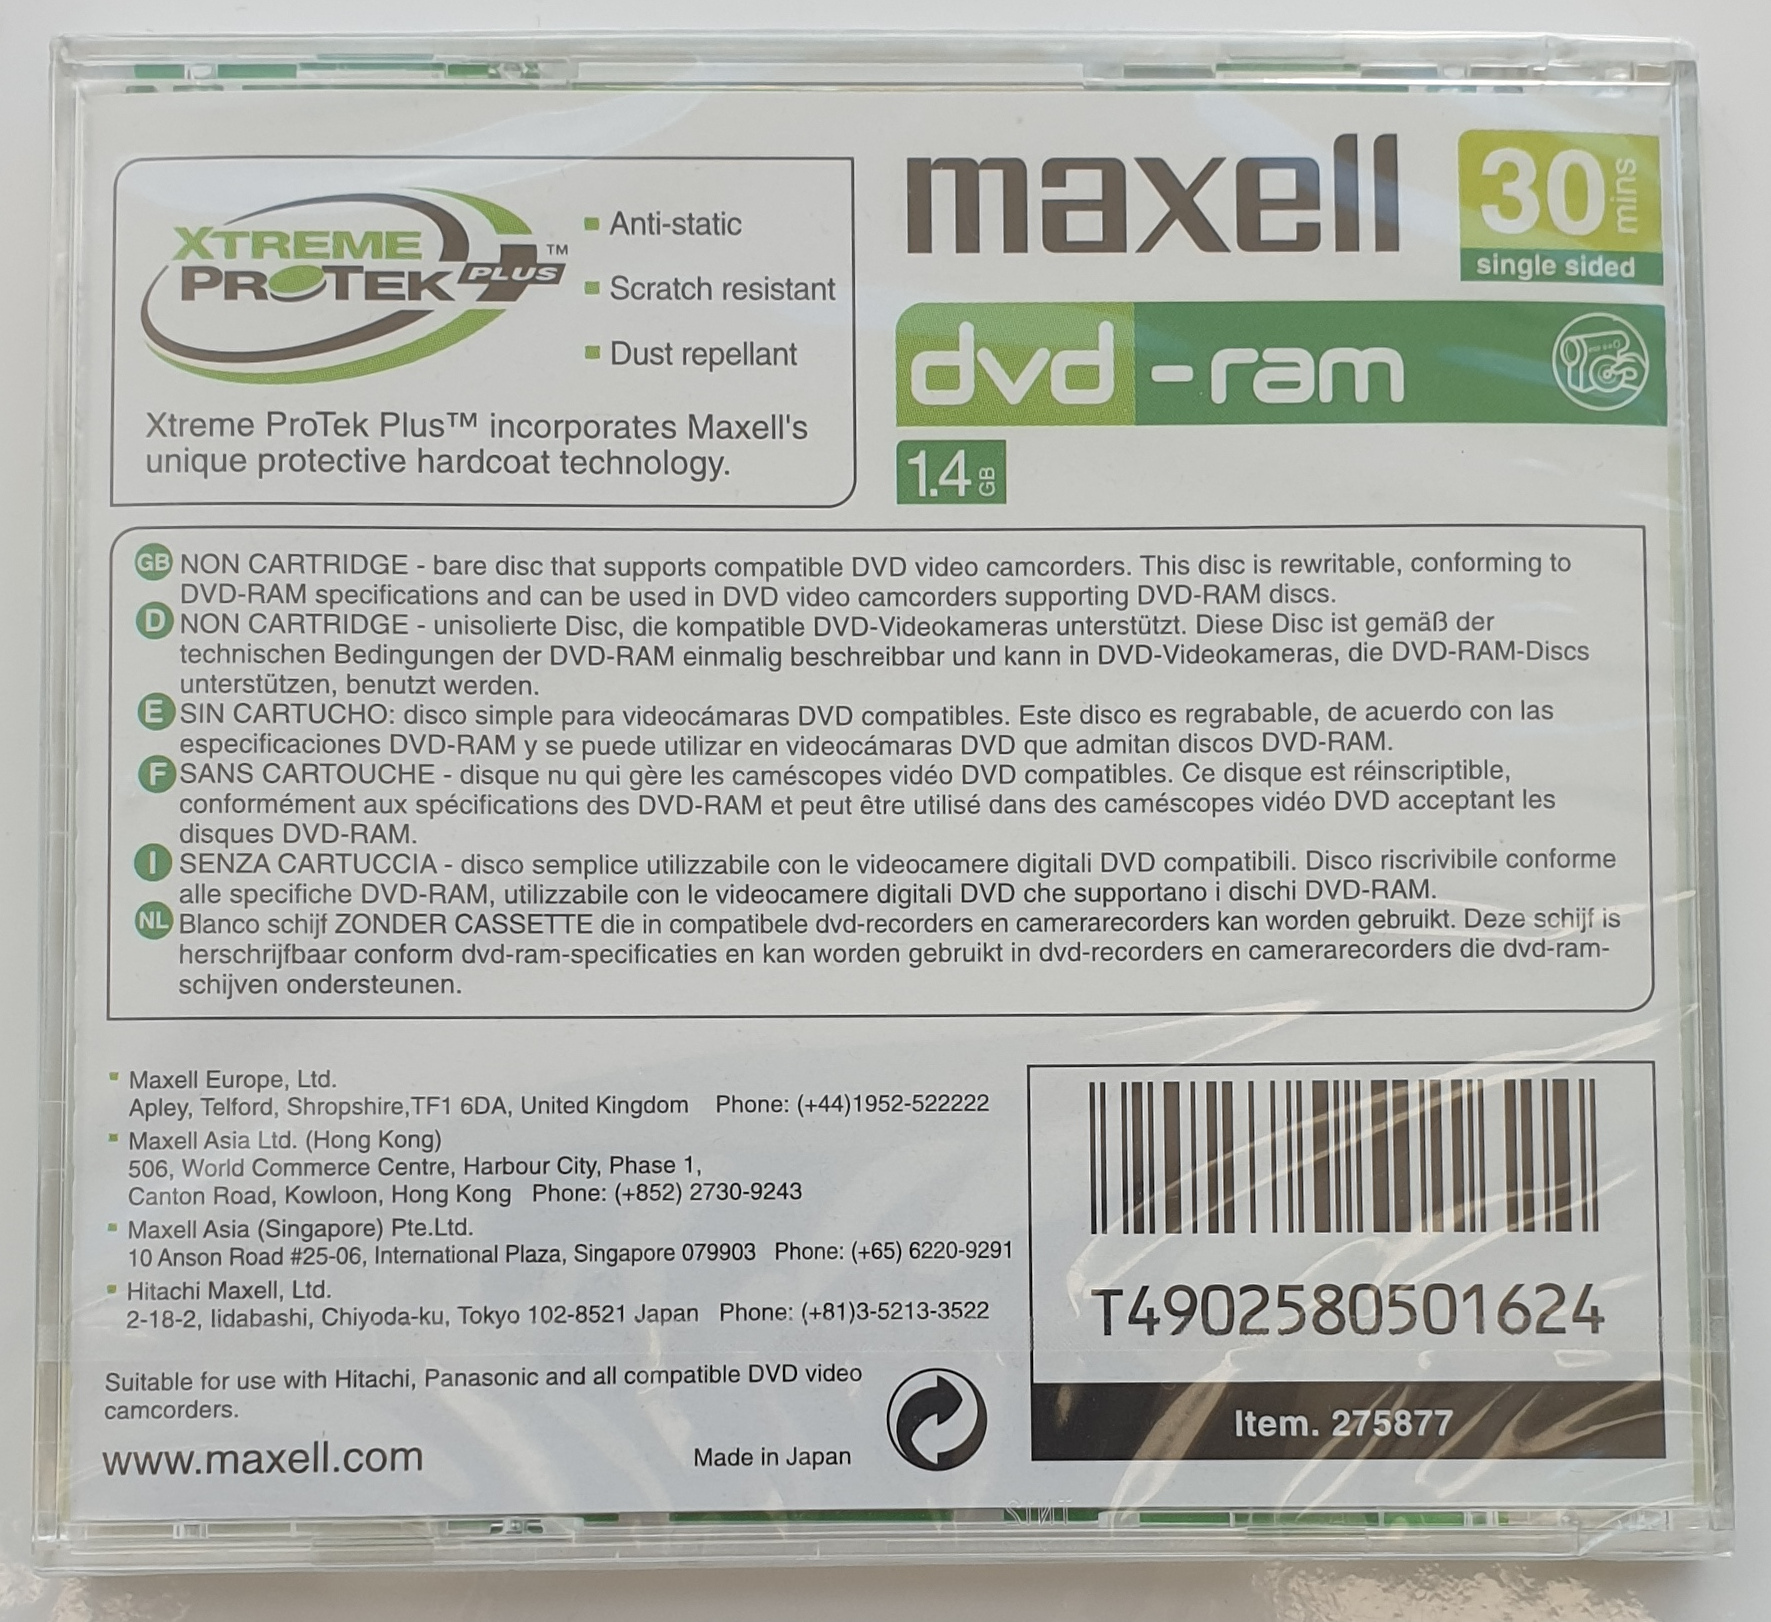 XTREME
PROTEK PLUS™
Anti-static
Scratch resistant
Dust repellant
Xtreme ProTek Plus™ incorporates Maxell's
unique protective hardcoat technology.
maxell
30 mins
single sided
dvd-ram
1.4 GB
GB NON CARTRIDGE - bare disc that supports compatible DVD video camcorders. This disc is rewritable, conforming to
DVD-RAM specifications and can be used in DVD video camcorders supporting DVD-RAM discs.
D NON CARTRIDGE - unisolierte Disc, die kompatible DVD-Videokameras unterstützt. Diese Disc ist gemäß der
technischen Bedingungen der DVD-RAM einmalig beschreibbar und kann in DVD-Videokameras, die DVD-RAM-Discs
unterstützen, benutzt werden.
E SIN CARTUCHO: disco simple para videocámaras DVD compatibles. Este disco es regrabable, de acuerdo con las
especificaciones DVD-RAM y se puede utilizar en videocámaras DVD que admitan discos DVD-RAM.
F SANS CARTOUCHE - disque nu qui gère les caméscopes vidéo DVD compatibles. Ce disque est réinscriptible,
conformément aux spécifications des DVD-RAM et peut être utilisé dans des caméscopes vidéo DVD acceptant les
disques DVD-RAM.
I SENZA CARTUCCIA - disco semplice utilizzabile con le videocamere digitali DVD compatibili. Disco riscrivibile conforme
alle specifiche DVD-RAM, utilizzabile con le videocamere digitali DVD che supportano i dischi DVD-RAM.
NL Blanco schijf ZONDER CASSETTE die in compatibele dvd-recorders en camerarecorders kan worden gebruikt. Deze schijf is
herschrijfbaar conform dvd-ram-specificaties en kan worden gebruikt in dvd-recorders en camerarecorders die dvd-ram-
schijven ondersteunen.
Maxell Europe, Ltd.
Apley, Telford, Shropshire,TF1 6DA, United Kingdom Phone: (+44)1952-522222
Maxell Asia Ltd. (Hong Kong)
506, World Commerce Centre, Harbour City, Phase 1,
Canton Road, Kowloon, Hong Kong Phone: (+852) 2730-9243
Maxell Asia (Singapore) Pte.Ltd.
10 Anson Road #25-06, International Plaza, Singapore 079903 Phone: (+65) 6220-9291
Hitachi Maxell, Ltd.
2-18-2, Iidabashi, Chiyoda-ku, Tokyo 102-8521 Japan Phone: (+81)3-5213-3522
Suitable for use with Hitachi, Panasonic and all compatible DVD video
camcorders.
www.maxell.com
Made in Japan
T4902580501624
Item. 275877